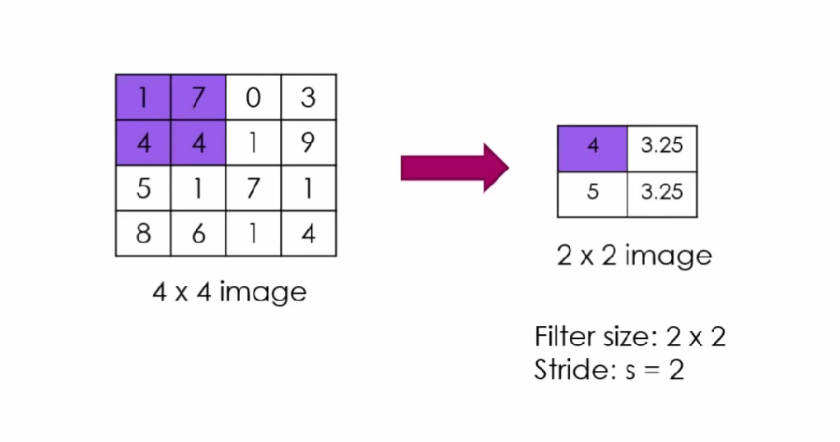 1 7 0 3
4 4 1 9
5 1 7 1
8 6 1 4
4 x 4 image
4 3.25
5 3.25
2 x 2 image
Filter size: 2 x 2
Stride: s = 2